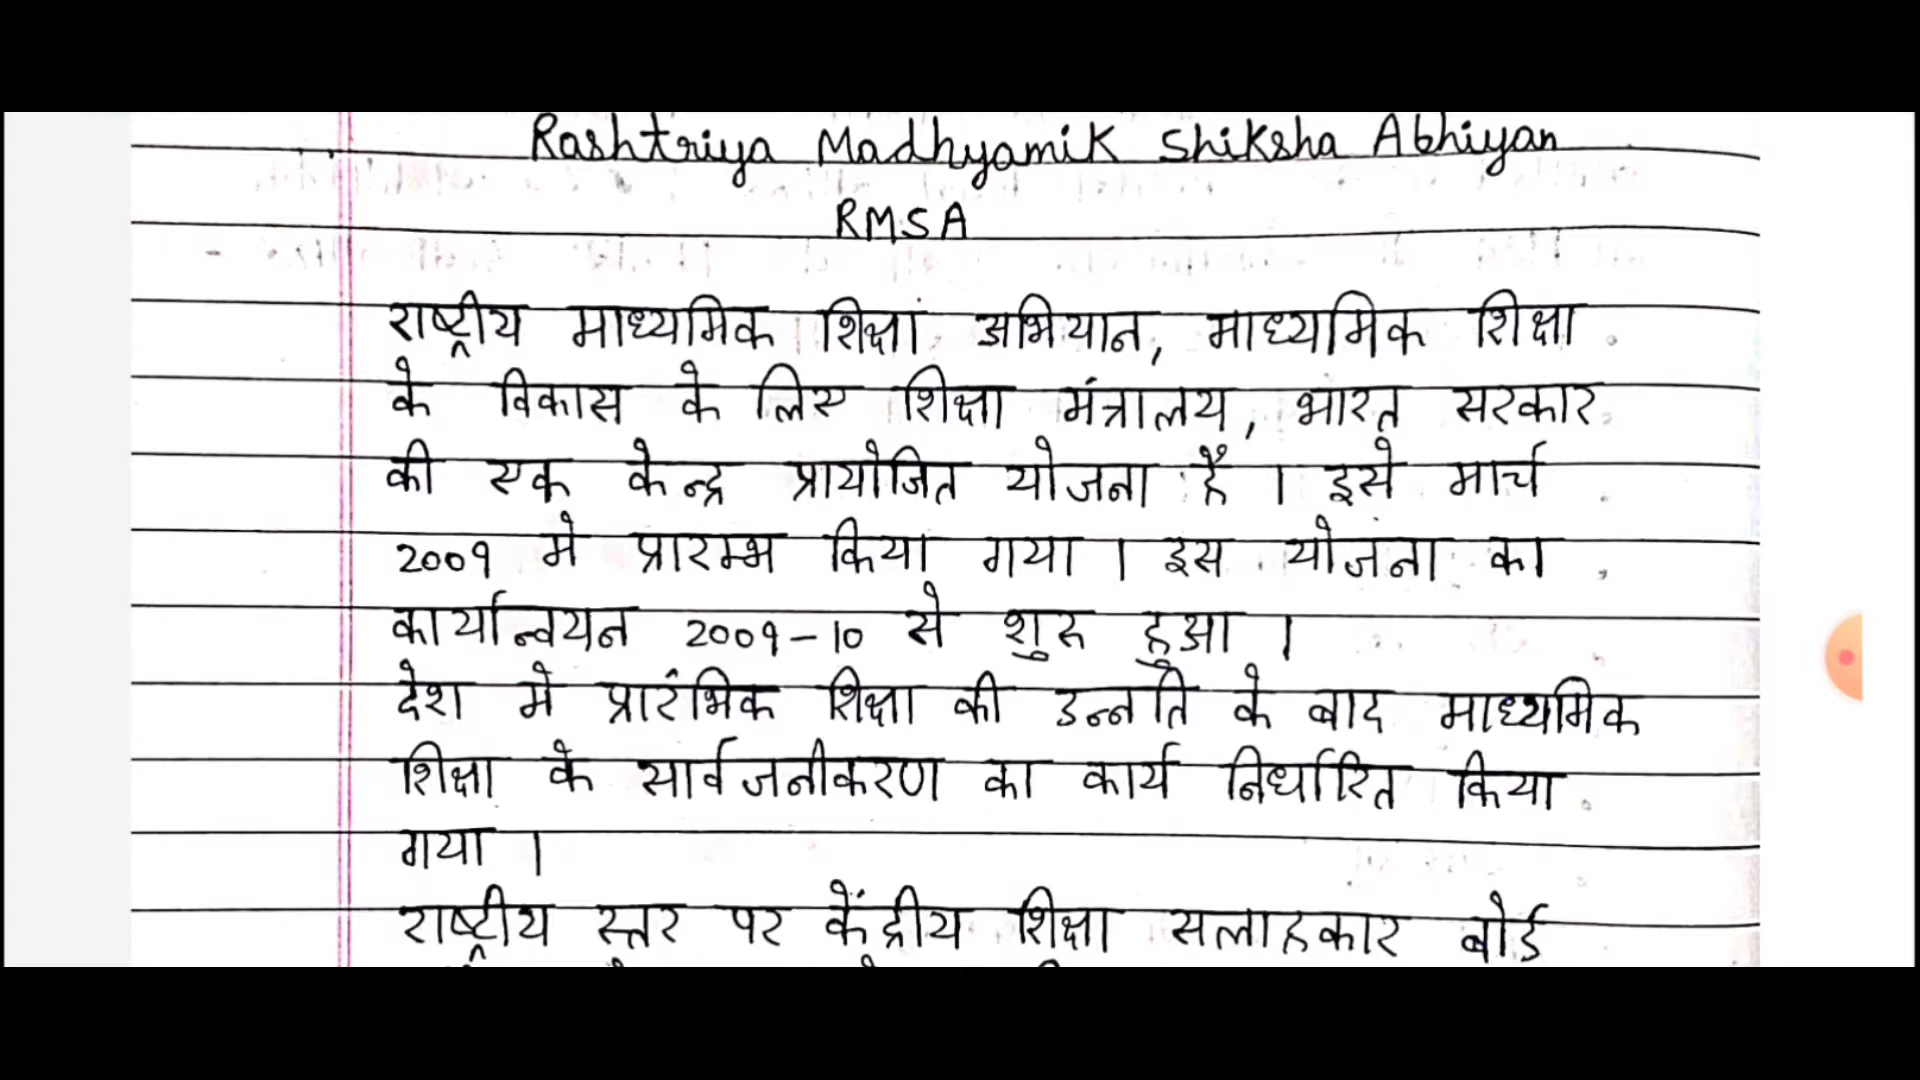 Rashtriya Madhyamik Shiksha Abhiyan
RMSA
राष्ट्रीय माध्यमिक शिक्षा अभियान, माध्यमिक शिक्षा
के विकास के लिए शिक्षा मंत्रालय, भारत सरकार
की एक केन्द्र प्रायोजित योजना है । इसे मार्च
2009 मे प्रारम्भ किया गया । इस योजना का
कार्यान्वयन 2009-10 से शुरु हुआ ।
देश मे प्रारंभिक शिक्षा की उन्नति के बाद माध्यमिक
शिक्षा के सार्वजनीकरण का कार्य निर्धारित किया
गया ।
राष्ट्रीय स्तर पर केंद्रीय शिक्षा सलाहकार बोर्ड